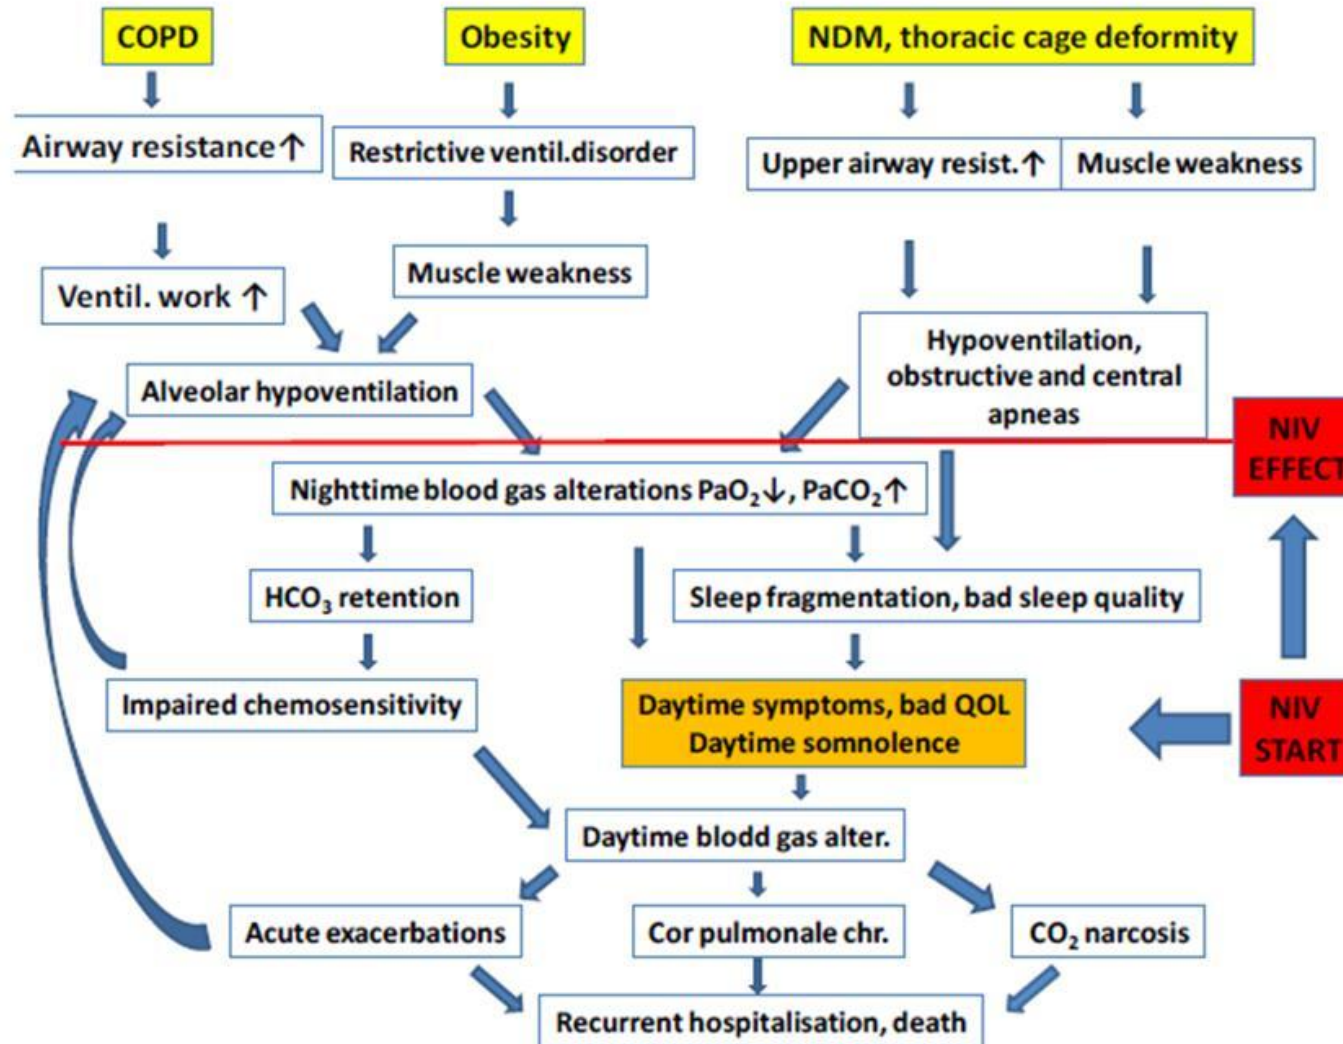 COPD
Obesity
NDM, thoracic cage deformity
Airway resistance↑
Restrictive ventil.disorder
Upper airway resist.↑
Muscle weakness
Ventil. work ↑
Muscle weakness
Hypoventilation,
obstructive and central
apneas
Alveolar hypoventilation
NIV
EFFECT
Nighttime blood gas alterations PaO₂↓, PaCO₂↑
HCO₃ retention
Sleep fragmentation, bad sleep quality
Impaired chemosensitivity
Daytime symptoms, bad QOL
Daytime somnolence
NIV
START
Daytime blodd gas alter.
Acute exacerbations
Cor pulmonale chr.
CO₂ narcosis
Recurrent hospitalisation, death